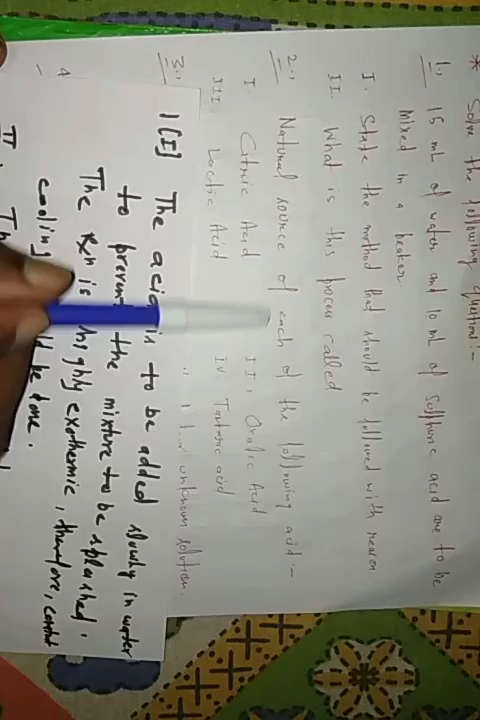 * Solve the following question :-
1., 15 mL of water and 10 mL of Sulphuric acid are to be
mixed in a beaker
I. State the method that should be followed with reason
II. What is this process called
2., Natural source of each of the following acid :-
I. Citric Acid II. Oxalic Acid
III Lactic Acid IV. Tartaric acid
3., unknown solution.
4
1[I] The acid is to be added slowly in water
to prevent the mixture to be splashed.
The rxn is highly exothermic, therefore, constant
cooling be done.
II.